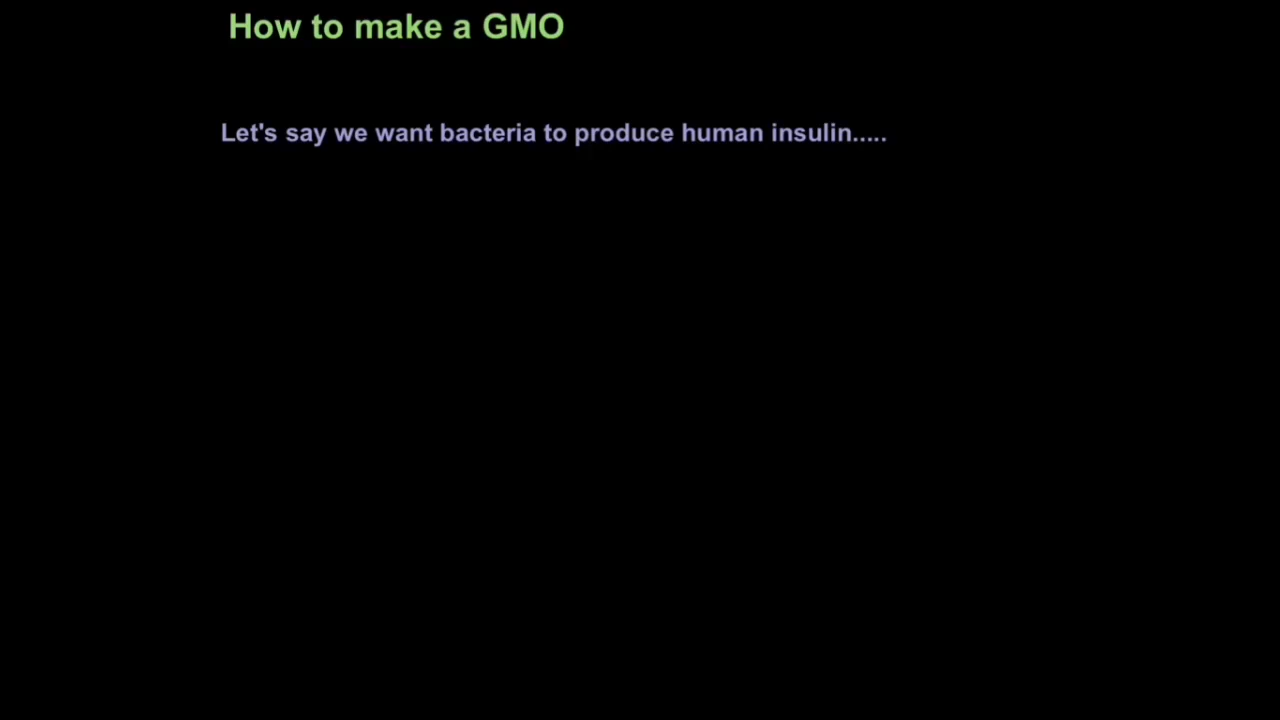 How to make a GMO
Let's say we want bacteria to produce human insulin.....